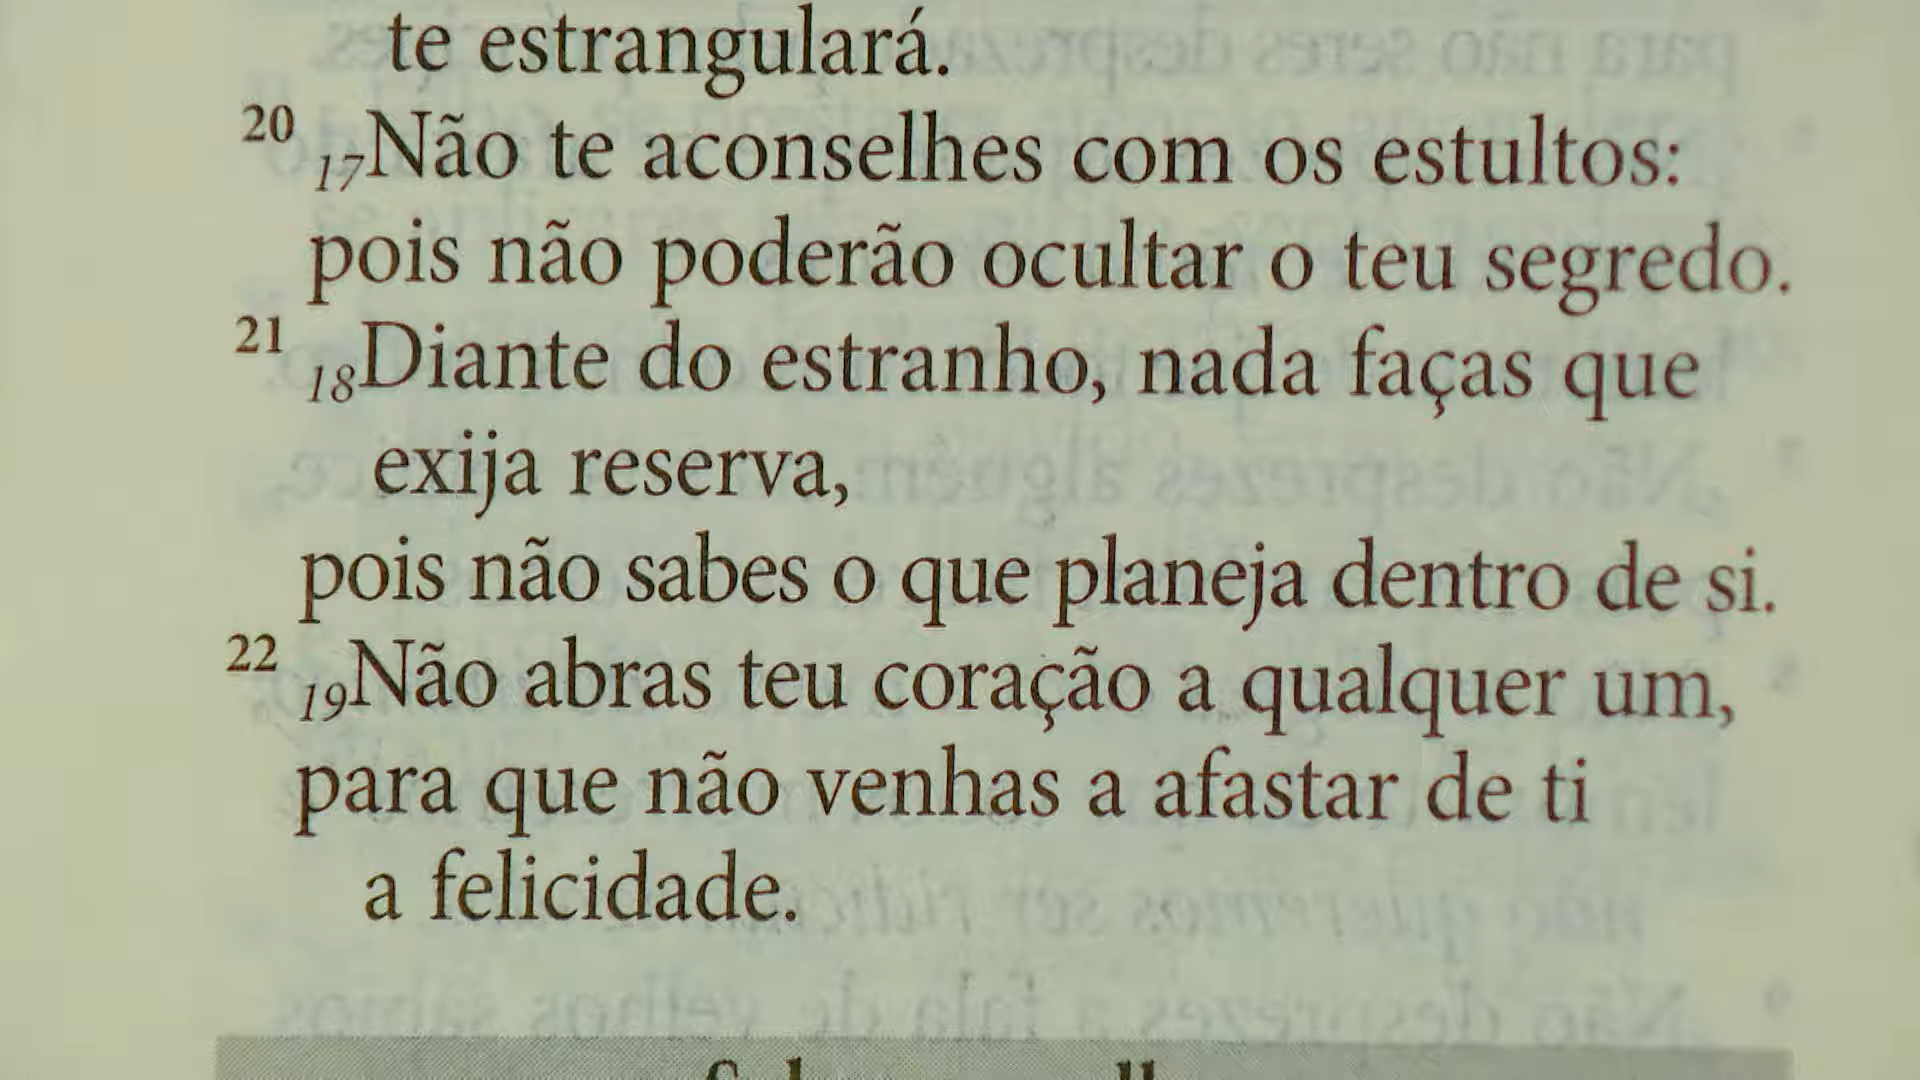 te estrangulará.
20 17Não te aconselhes com os estultos:
pois não poderão ocultar o teu segredo.
21 18Diante do estranho, nada faças que
exija reserva,
pois não sabes o que planeja dentro de si.
22 19Não abras teu coração a qualquer um,
para que não venhas a afastar de ti
a felicidade.